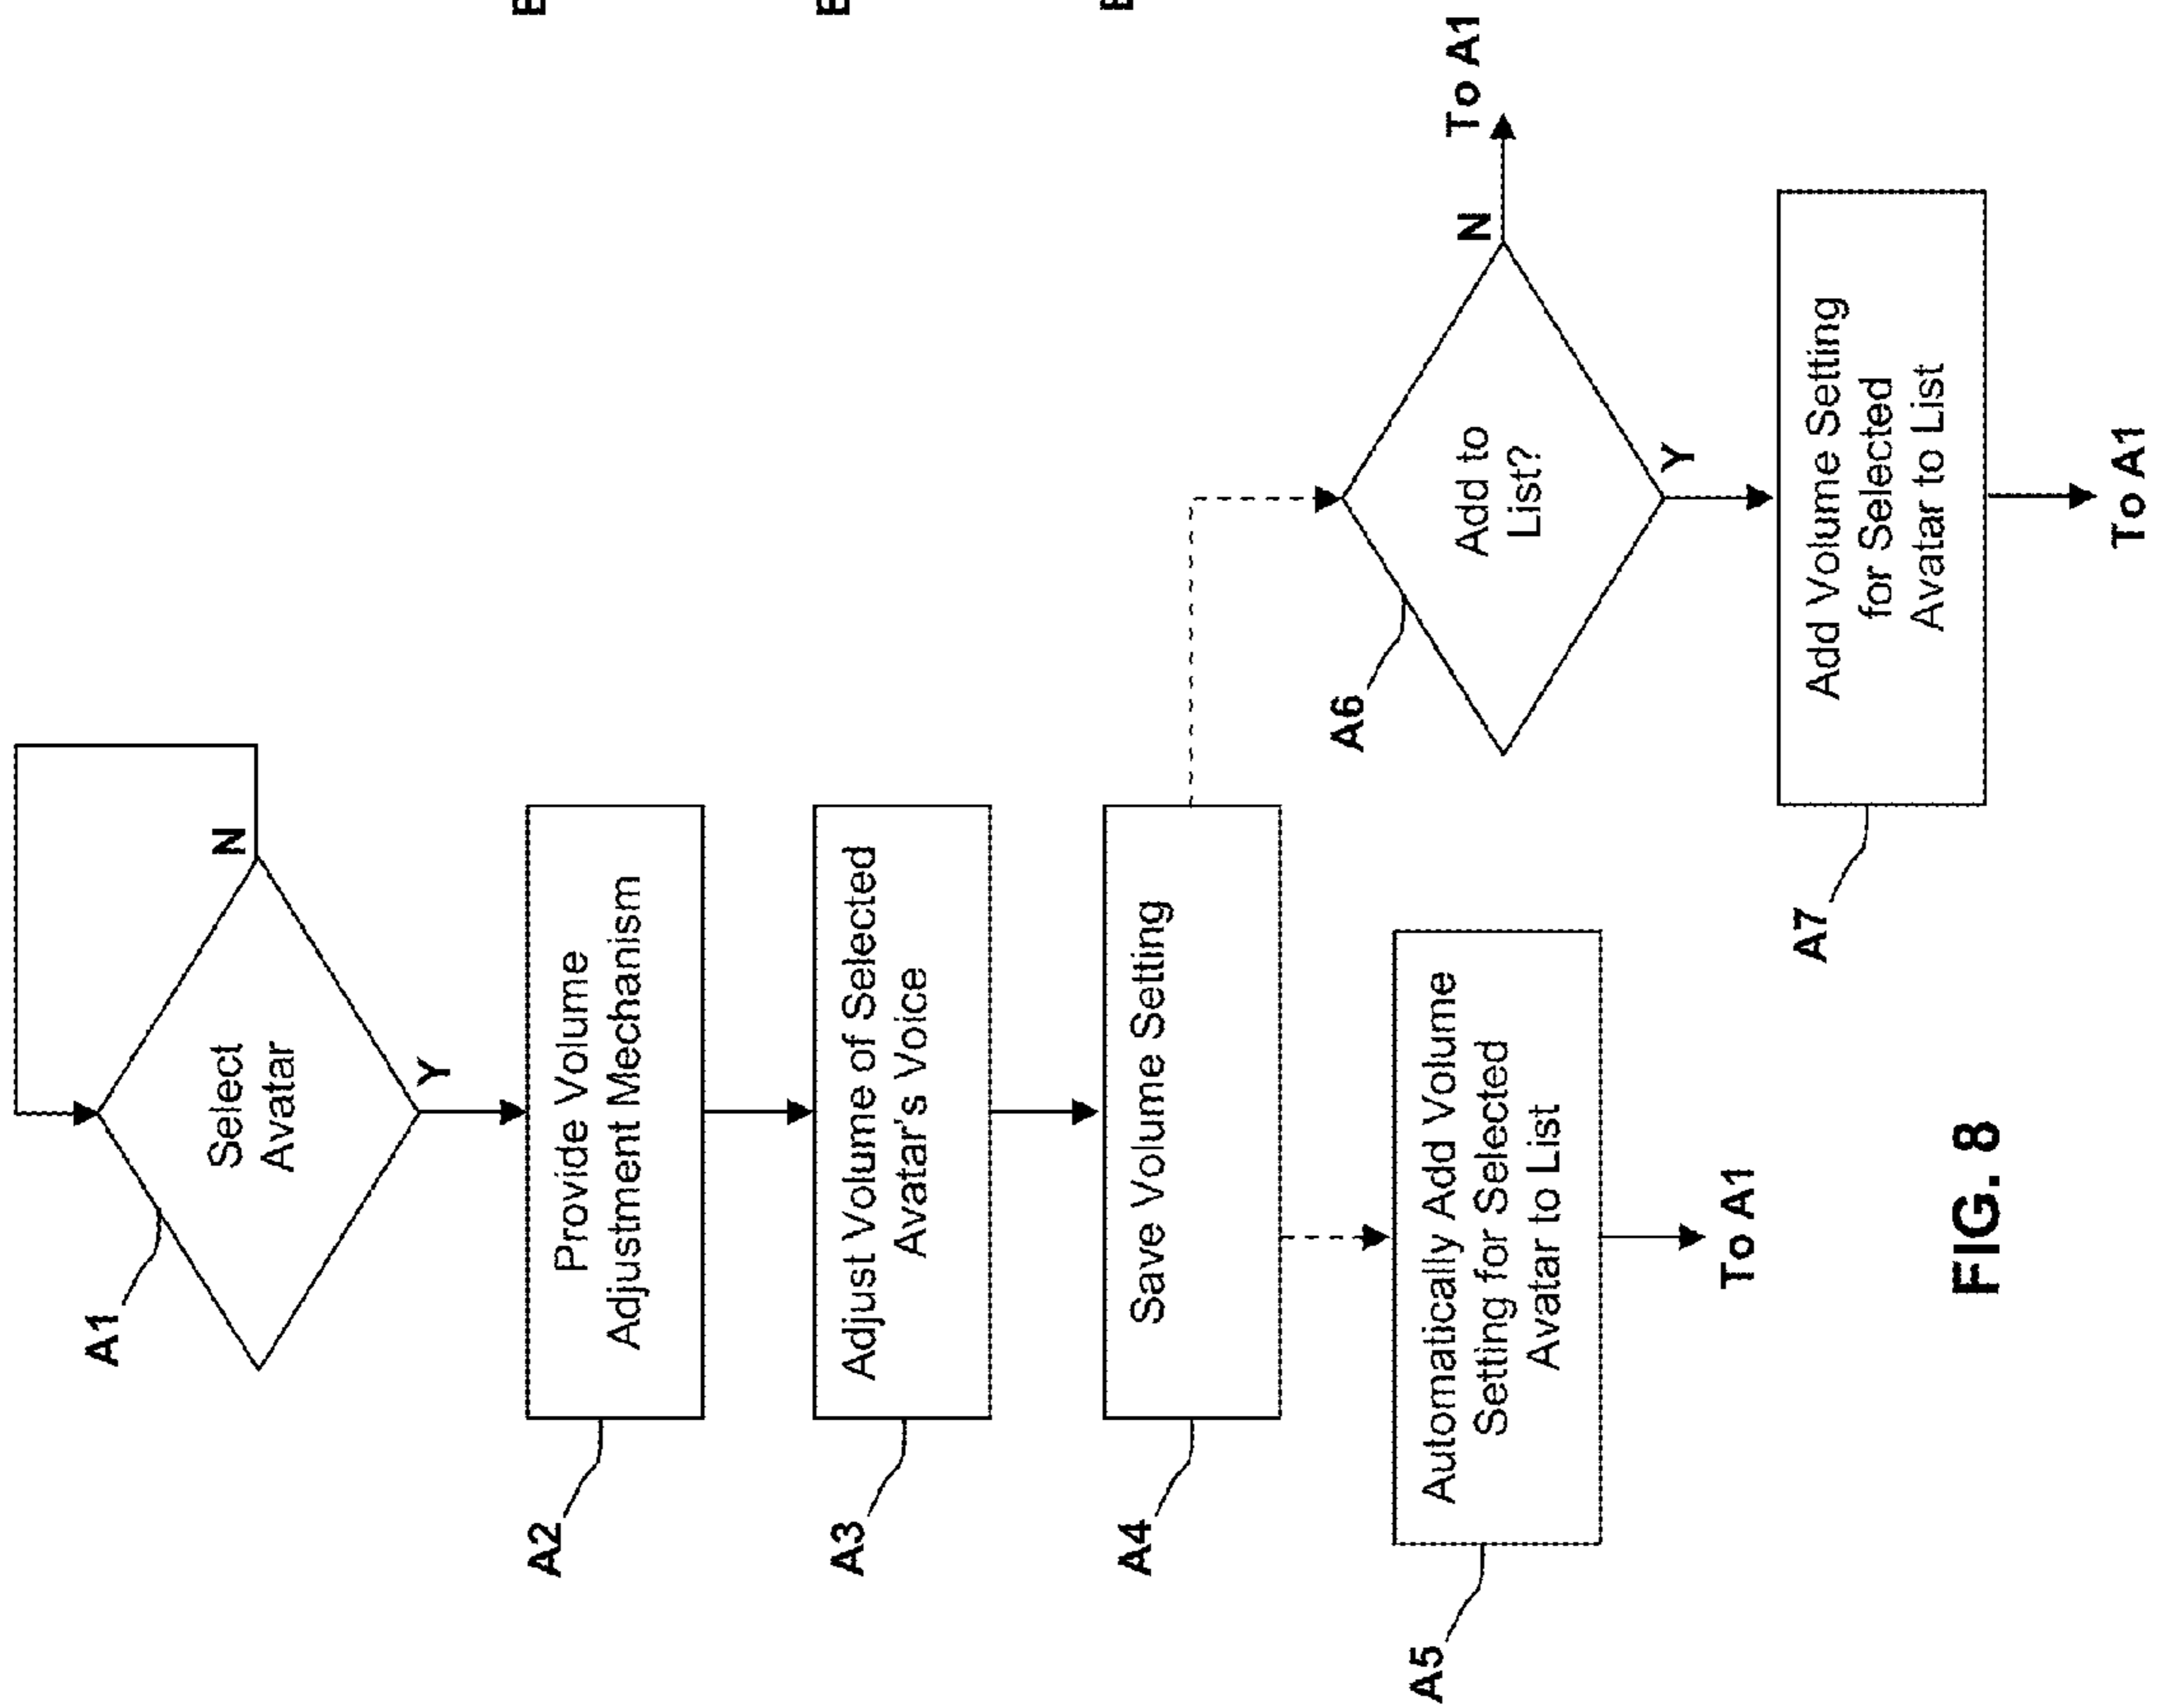 A1
Select
Avatar
N
Y
A2
Provide Volume
Adjustment Mechanism
A3
Adjust Volume of Selected
Avatar's Voice
A4
Save Volume Setting
A5
Automatically Add Volume
Setting for Selected
Avatar to List
To A1
A6
Add to
List?
N
To A1
Y
A7
Add Volume Setting
for Selected
Avatar to List
To A1
FIG. 8